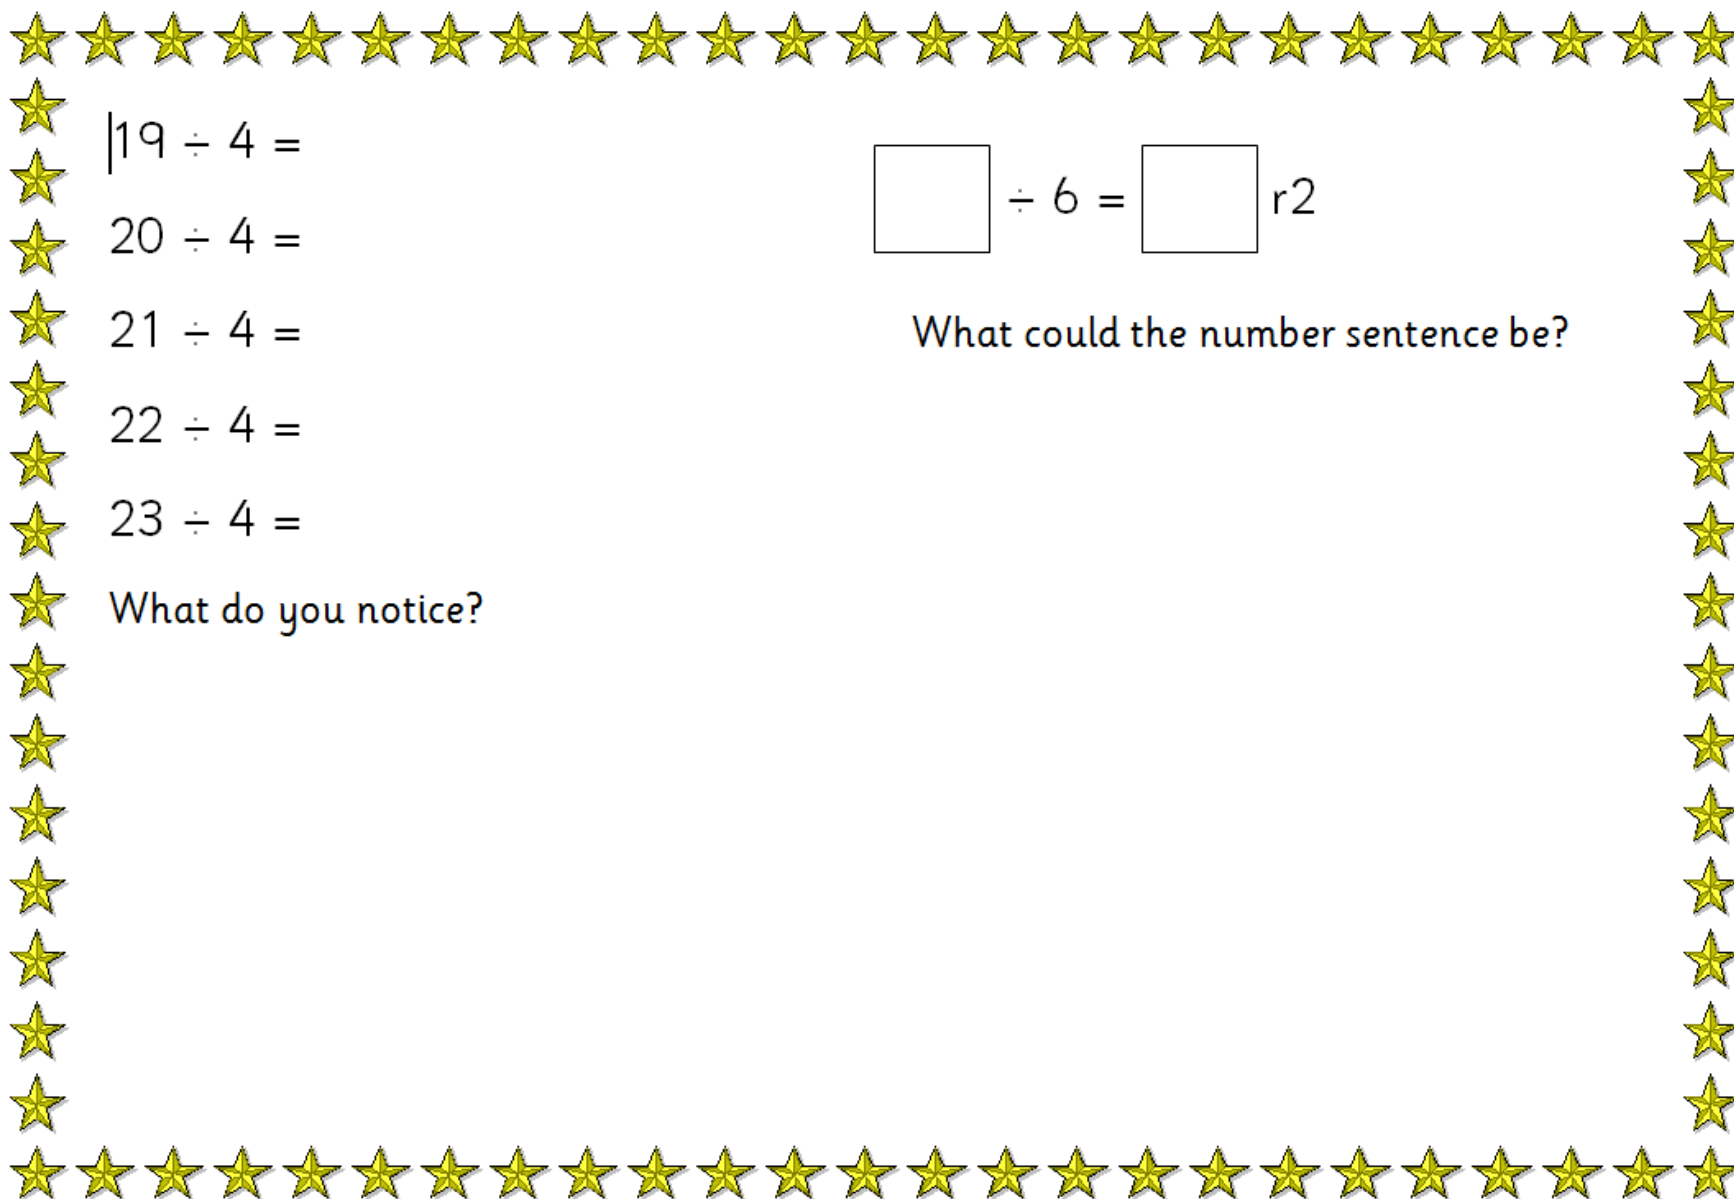 19 ÷ 4 =
20 ÷ 4 =
21 ÷ 4 =
22 ÷ 4 =
23 ÷ 4 =
What do you notice?
÷ 6 = r2
What could the number sentence be?